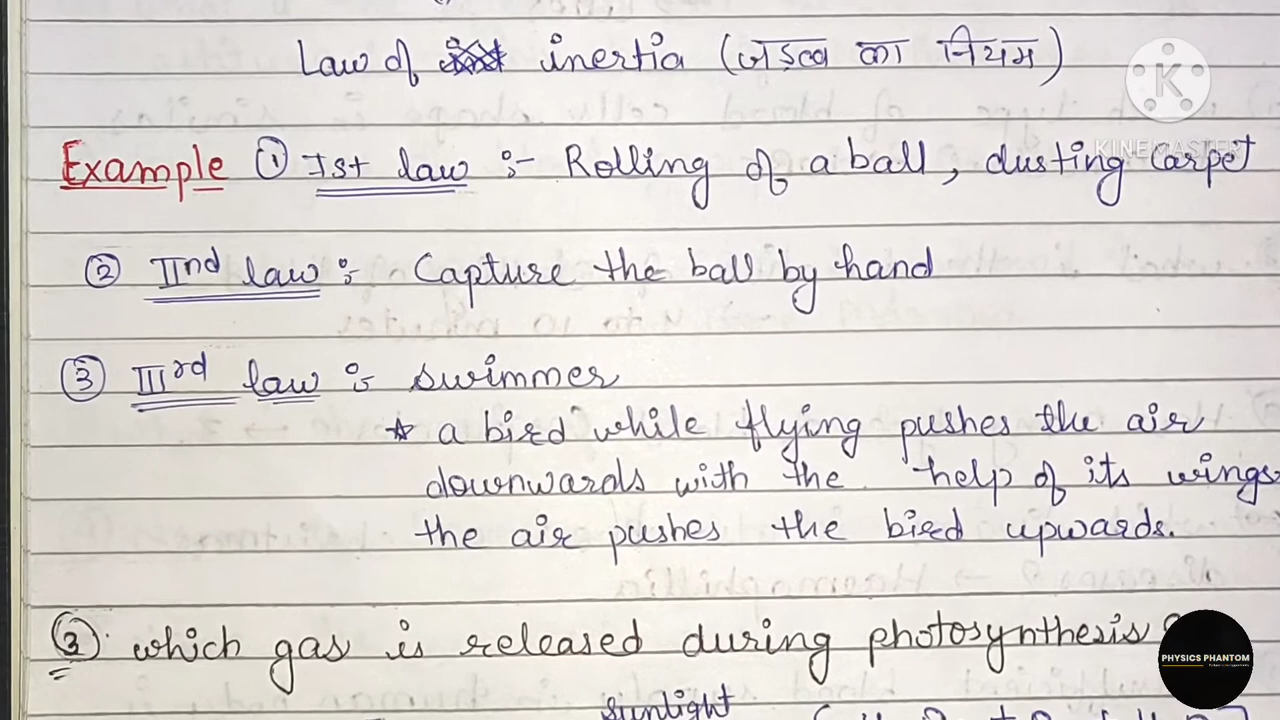 Law of inertia (जडत्व का नियम)
K
KINEMASTER
Example ① Ist law :- Rolling of a ball, dusting carpet
② IInd law :- Capture the ball by hand
③ IIIrd law :- swimmer
* a bird while flying pushes the air
downwards with the help of its wings
the air pushes the bird upwards.
③ which gas is released during photosynthesis
PHYSICS PHANTOM
sunlight